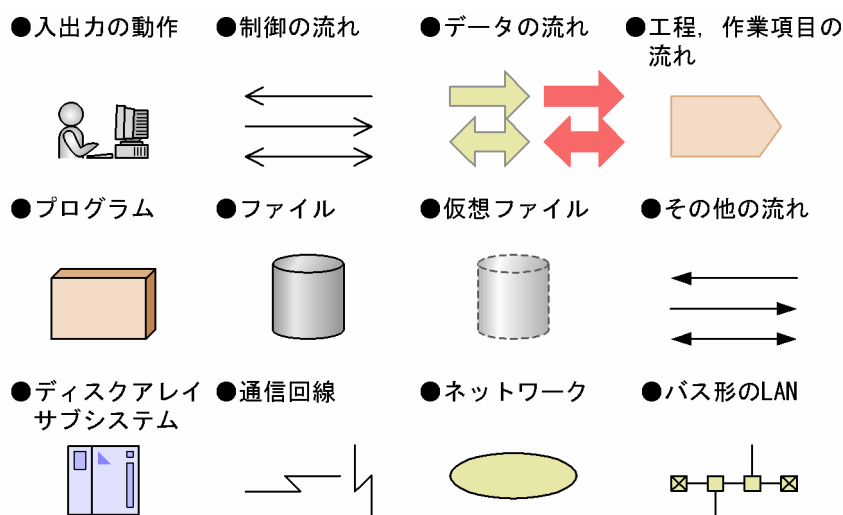 ●入出力の動作
●制御の流れ
●データの流れ
●工程，作業項目の
流れ
●プログラム
●ファイル
●仮想ファイル
●その他の流れ
●ディスクアレイ
サブシステム
●通信回線
●ネットワーク
●バス形のLAN